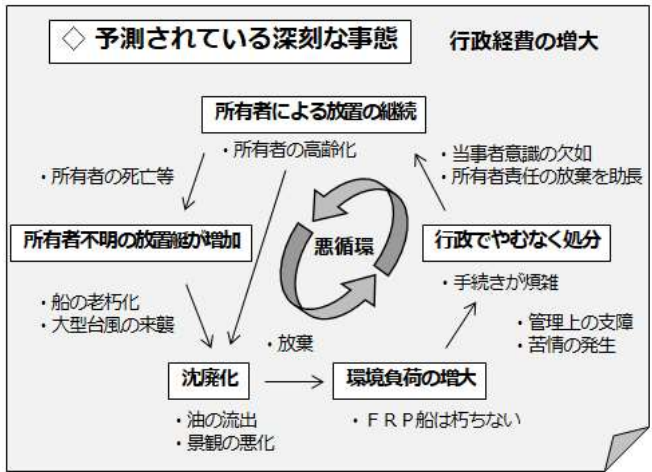 ◇ 予測されている深刻な事態
行政経費の増大
所有者による放置の継続
・所有者の高齢化
・所有者の死亡等
・当事者意識の欠如
・所有者責任の放棄を助長
所有者不明の放置艇が増加
悪循環
行政でやむなく処分
・手続きが煩雑
・船の老朽化
・大型台風の来襲
・管理上の支障
・苦情の発生
・放棄
沈廃化
環境負荷の増大
・油の流出
・景観の悪化
・ＦＲＰ船は朽ちない